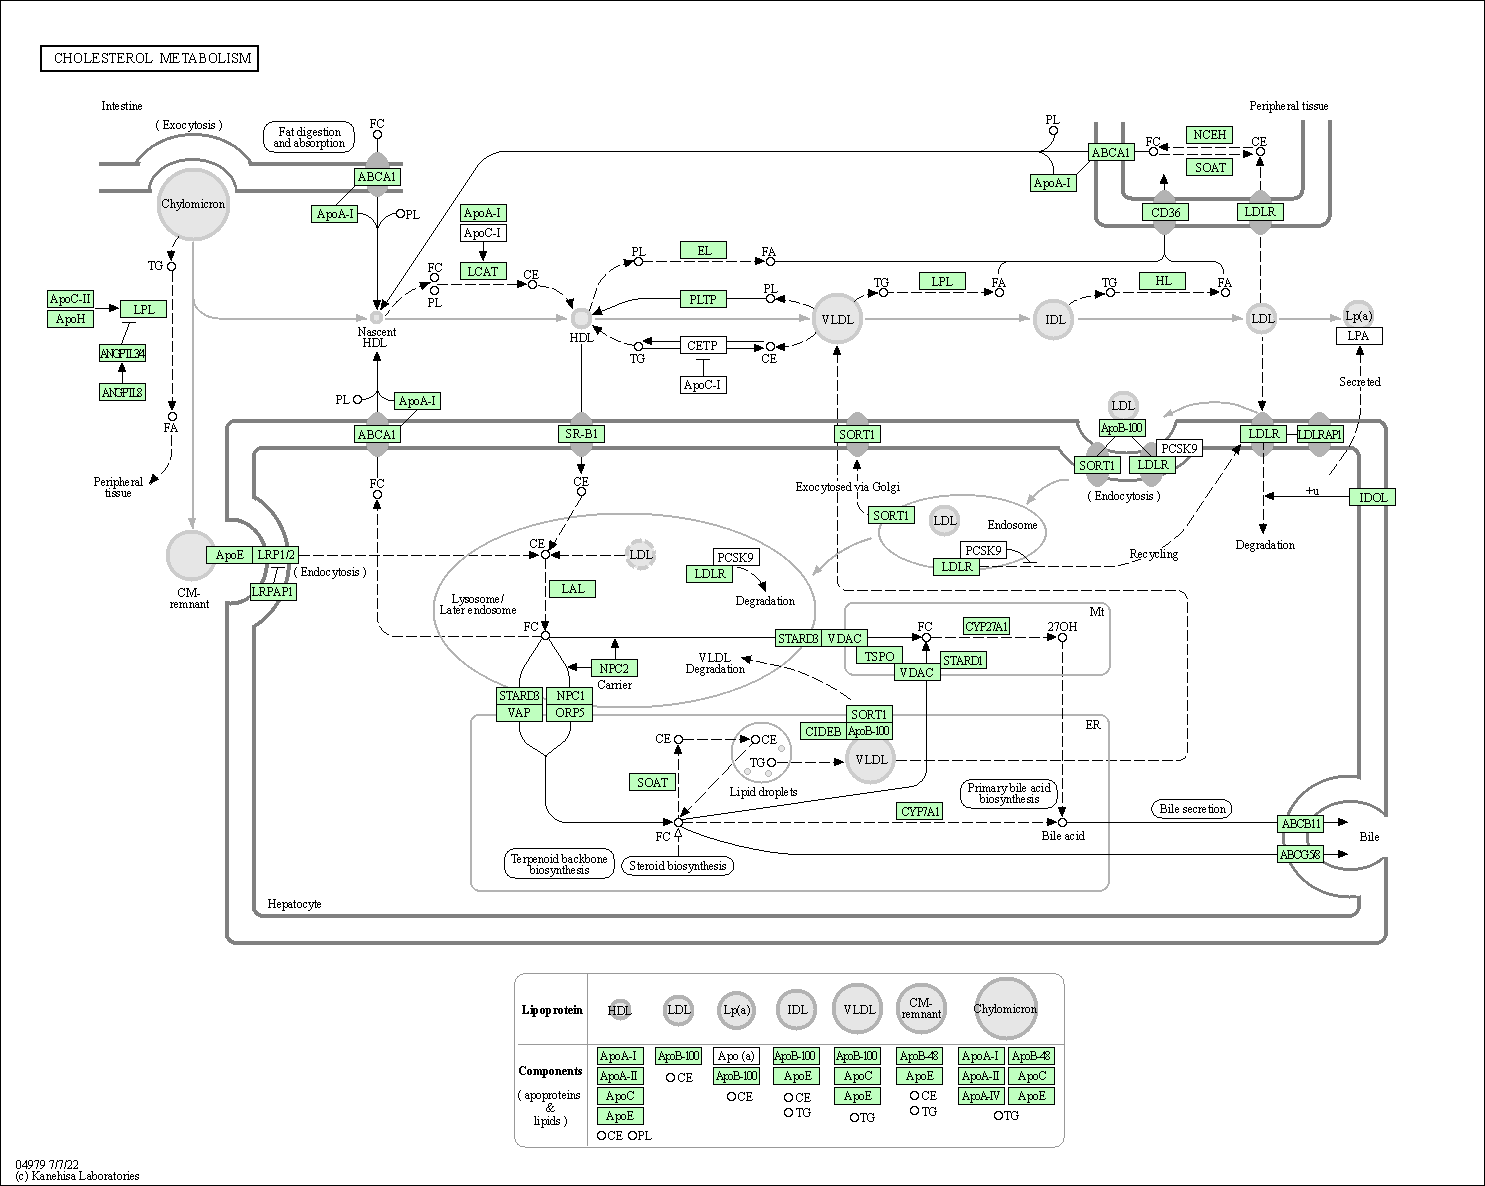 CHOLESTEROL METABOLISM
Intestine
( Exocytosis )
Fat digestion
and absorption
FC
ABCA1
ApoA-I
PL
Chylomicron
TG
ApoC-II
ApoH
LPL
ANGPTL3/4
ANGPTL8
FA
Peripheral
tissue
ApoA-I
ApoC-I
LCAT
FC
PL
CE
Nascent
HDL
HDL
PL
EL
FA
PLTP
PL
TG
CETP
CE
ApoC-I
VLDL
TG
LPL
FA
IDL
TG
HL
FA
LDL
Lp(a)
LPA
Secreted
Peripheral tissue
PL
ABCA1
ApoA-I
FC
NCEH
CE
SOAT
CD36
LDLR
PL
ApoA-I
ABCA1
FC
SR-B1
CE
SORT1
Exocytosed via Golgi
LDL
ApoB-100
SORT1
LDLR
PCSK9
( Endocytosis )
LDLR
LDLRAP1
+u
IDOL
Degradation
Recycling
SORT1
LDL
Endosome
PCSK9
LDLR
CM-
remnant
ApoE
LRP1/2
( Endocytosis )
LRPAP1
CE
LDL
LAL
Lysosome/
Later endosome
PCSK9
LDLR
Degradation
FC
NPC2
Carrier
STARD3
VDAC
FC
CYP27A1
27OH
Mt
TSPO
STARD1
VDAC
VLDL
Degradation
STARD3
NPC1
VAP
ORP5
SORT1
CIDEB
ApoB-100
VLDL
ER
CE
CE
TG
Lipid droplets
SOAT
FC
CYP7A1
Primary bile acid
biosynthesis
Bile acid
Bile secretion
ABCB11
ABCG5/8
Bile
Terpenoid backbone
biosynthesis
Steroid biosynthesis
Hepatocyte
Lipoprotein
HDL
LDL
Lp(a)
IDL
VLDL
CM-
remnant
Chylomicron
Components
( apoproteins
&
lipids )
ApoA-I
ApoA-II
ApoC
ApoE
CE PL
ApoB-100
CE
Apo (a)
ApoB-100
CE
ApoB-100
ApoE
CE
TG
ApoB-100
ApoC
ApoE
TG
ApoB-48
ApoE
CE
TG
ApoA-I ApoB-48
ApoA-II ApoC
ApoA-IV ApoE
TG
04979 7/7/22
(c) Kanehisa Laboratories